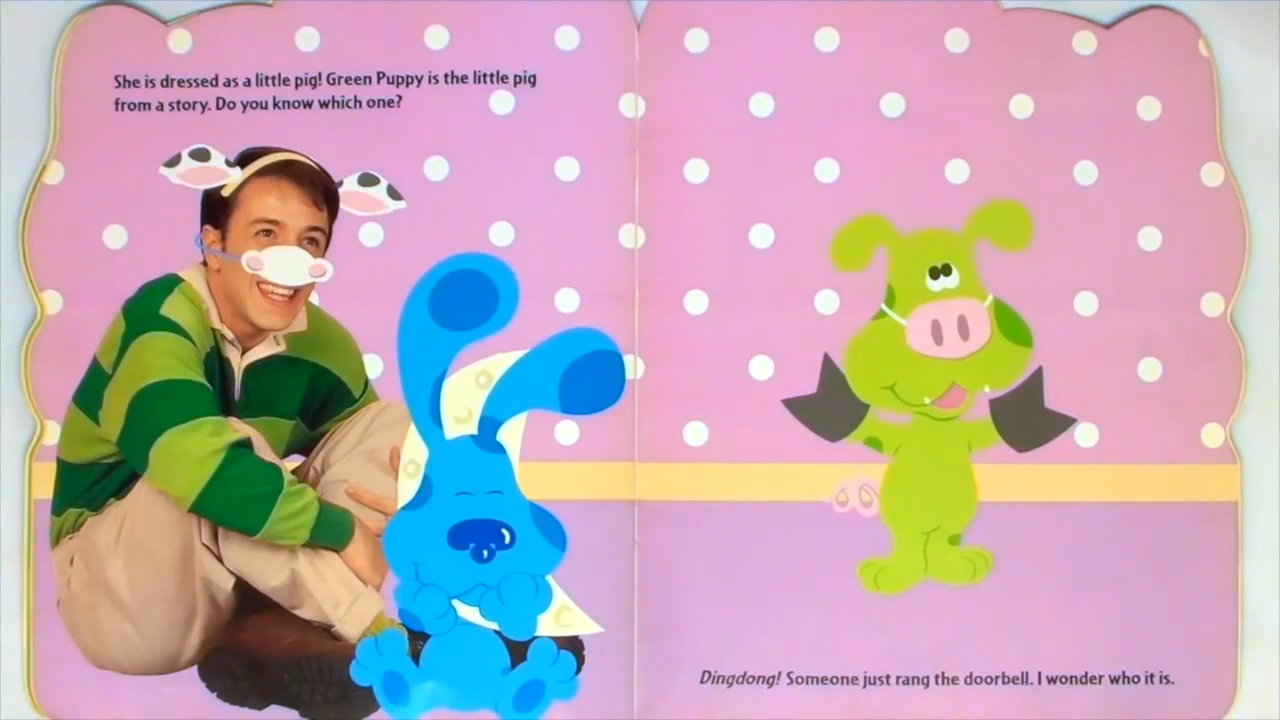 She is dressed as a little pig! Green Puppy is the little pig
from a story. Do you know which one?
Dingdong! Someone just rang the doorbell. I wonder who it is.